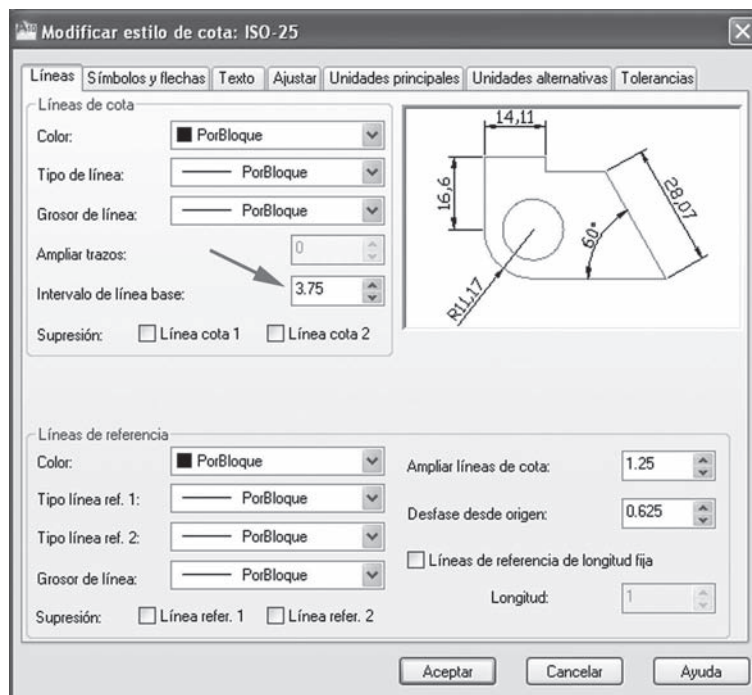 Modificar estilo de cota: ISO-25
Líneas Símbolos y flechas Texto Ajustar Unidades principales Unidades alternativas Tolerancias
Líneas de cota
Color: PorBloque
Tipo de línea: PorBloque
Grosor de línea: PorBloque
Ampliar trazos: 0
Intervalo de línea base: 3.75
Supresión: Línea cota 1 Línea cota 2
14,11
16,6
28,07
60°
R11,17
Líneas de referencia
Color: PorBloque
Tipo línea ref. 1: PorBloque
Tipo línea ref. 2: PorBloque
Grosor de línea: PorBloque
Supresión: Línea refer. 1 Línea refer. 2
Ampliar líneas de cota: 1.25
Desfase desde origen: 0.625
Líneas de referencia de longitud fija
Longitud: 1
Aceptar Cancelar Ayuda